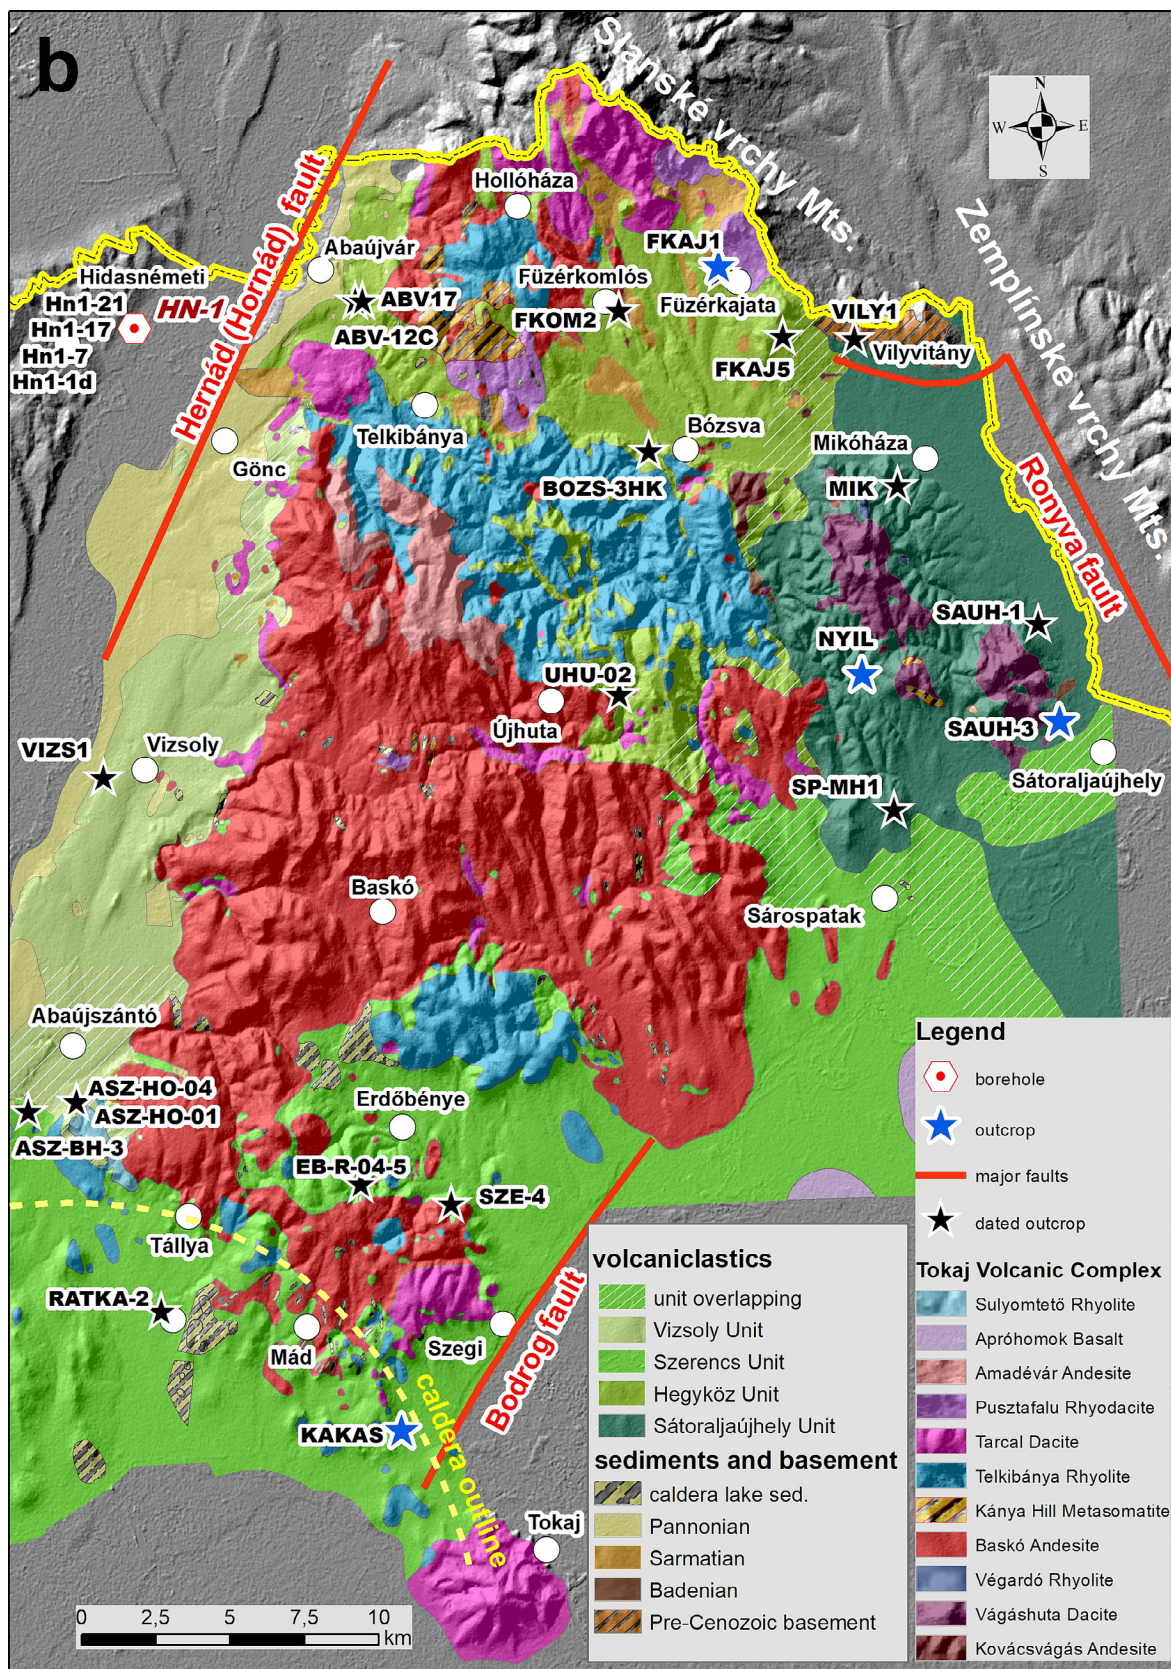 b
Slanské vrchy Mts.
N
W
E
S
Zemplínske vrchy Mts.
Hernád (Hornád) fault
Hollóháza
Abaújvár
Hidasnémeti
Hn1-21
HN-1
Hn1-17
Hn1-7
Hn1-1d
ABV17
ABV-12C
Füzérkomlós
FKOM2
FKAJ1
Füzérkajata
FKAJ5
VILY1
Vilyvitány
Telkibánya
Gönc
Bózsva
BOZS-3HK
Mikóháza
MIK
Ronyva fault
SAUH-1
NYIL
UHU-02
Újhuta
SAUH-3
Sátoraljaújhely
VIZS1
Vizsoly
SP-MH1
Baskó
Sárospatak
Abaújszántó
ASZ-HO-04
ASZ-HO-01
ASZ-BH-3
Erdőbénye
EB-R-04-5
SZE-4
Tállya
RATKA-2
Mád
Szegi
Bodrog fault
KAKAS
caldera outline
Tokaj
0 2,5 5 10
km
volcaniclastics
unit overlapping
Vizsoly Unit
Szerencs Unit
Hegyköz Unit
Sátoraljaújhely Unit
sediments and basement
caldera lake sed.
Pannonian
Sarmatian
Badenian
Pre-Cenozoic basement
Legend
borehole
outcrop
major faults
dated outcrop
Tokaj Volcanic Complex
Sulyomtető Rhyolite
Apróhomok Basalt
Amadévár Andesite
Pusztafalu Rhyodacite
Tarcal Dacite
Telkibánya Rhyolite
Kánya Hill Metasomatite
Baskó Andesite
Végardó Rhyolite
Vágáshuta Dacite
Kovácsvágás Andesite